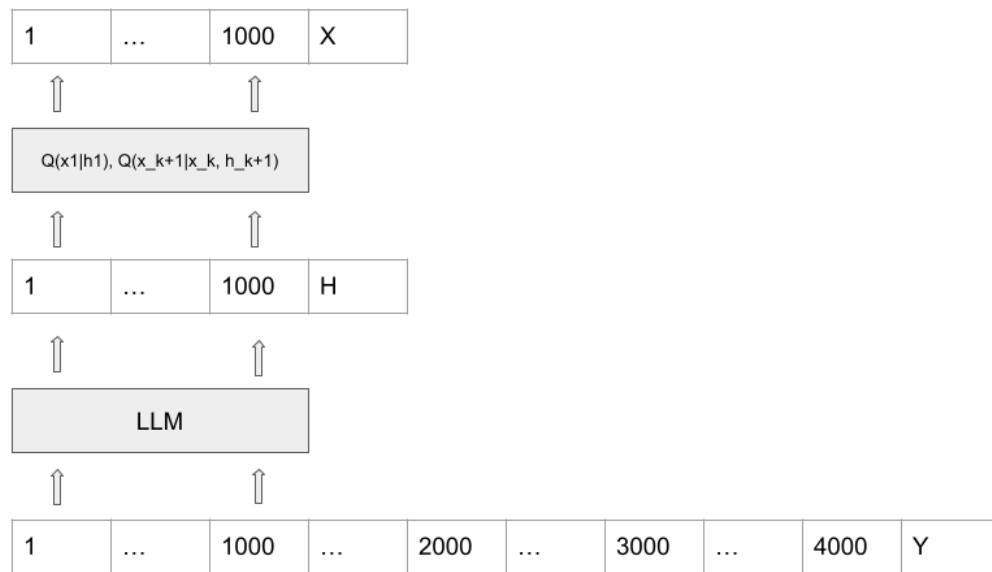 1 … 1000 X
Q(x1|h1), Q(x_k+1|x_k, h_k+1)
1 … 1000 H
LLM
1 … 1000 … 2000 … 3000 … 4000 Y